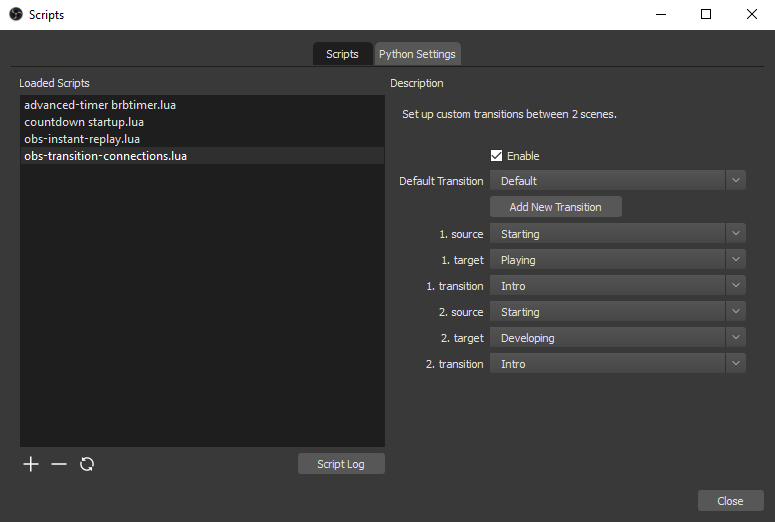 Scripts
Scripts
Python Settings
Loaded Scripts
advanced-timer brbtimer.lua
countdown startup.lua
obs-instant-replay.lua
obs-transition-connections.lua
Script Log
Description
Set up custom transitions between 2 scenes.
Enable
Default Transition Default
Add New Transition
1. source Starting
1. target Playing
1. transition Intro
2. source Starting
2. target Developing
2. transition Intro
Close